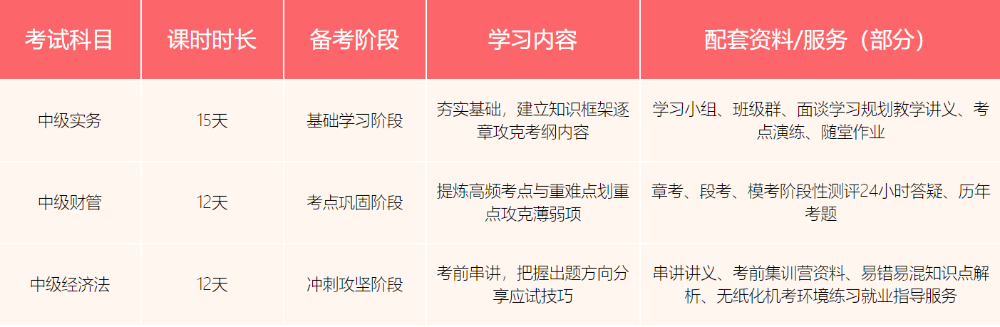 考试科目
课时时长
备考阶段
学习内容
配套资料/服务（部分）
中级实务
15天
基础学习阶段
夯实基础，建立知识框架逐
章攻克考纲内容
学习小组、班级群、面谈学习规划教学讲义、考
点演练、随堂作业
中级财管
12天
考点巩固阶段
提炼高频考点与重难点划重
点攻克薄弱项
章考、段考、模考阶段性测评24小时答疑、历年
考题
中级经济法
12天
冲刺攻坚阶段
考前串讲，把握出题方向分
享应试技巧
串讲讲义、考前集训营资料、易错易混知识点解
析、无纸化机考环境练习就业指导服务